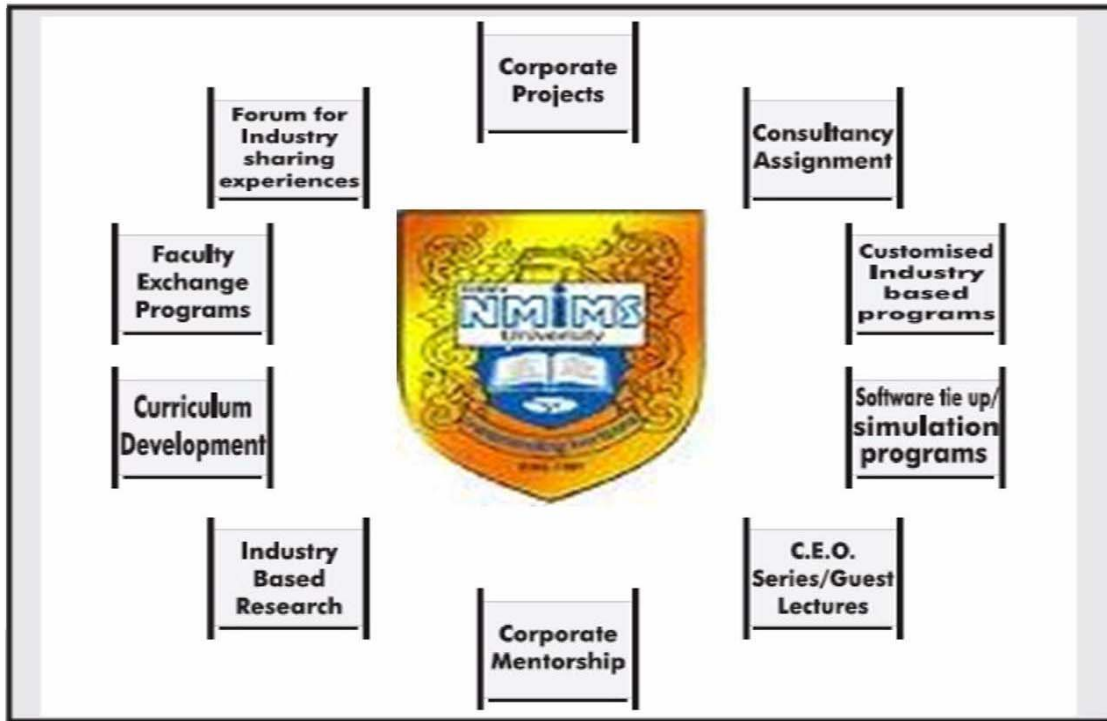 Corporate
Projects
Consultancy
Assignment
Customised
Industry
based
programs
Software tie up/
simulation
programs
C.E.O.
Series/Guest
Lectures
Corporate
Mentorship
Industry
Based
Research
Curriculum
Development
Faculty
Exchange
Programs
Forum for
Industry
sharing
experiences
NMIMS
University